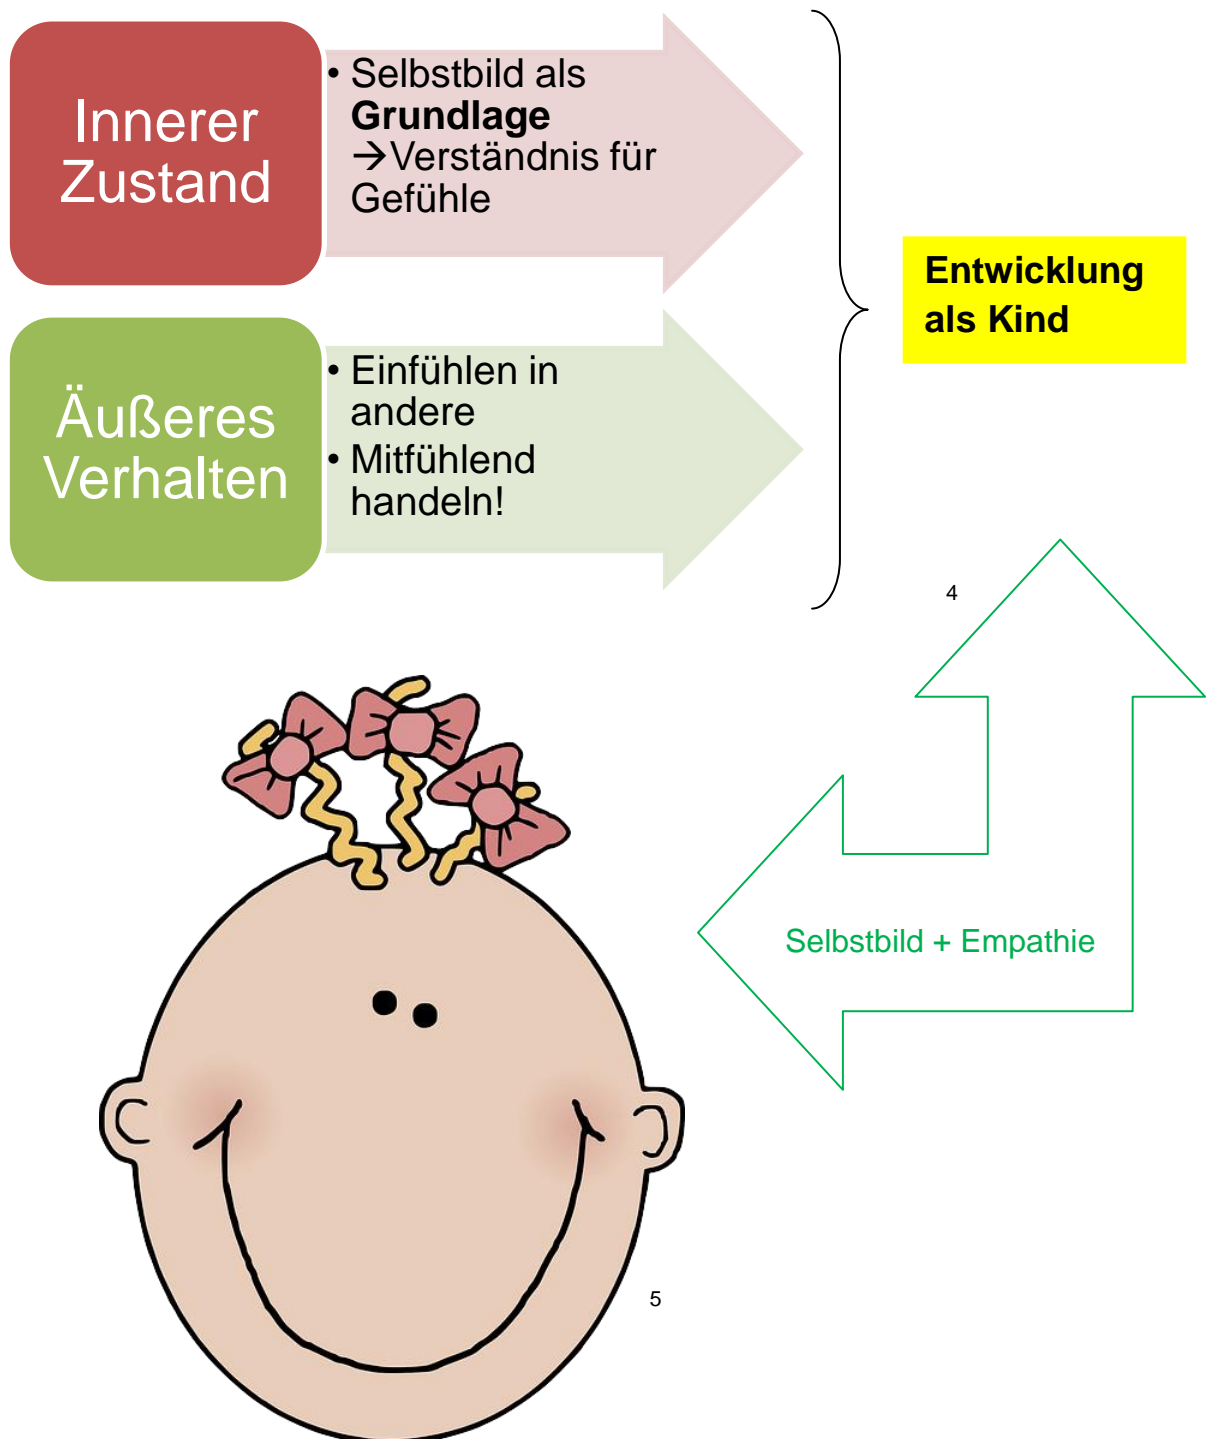 Innerer
Zustand
• Selbstbild als
Grundlage
→Verständnis für
Gefühle
Äußeres
Verhalten
• Einfühlen in
andere
• Mitfühlend
handeln!
Entwicklung
als Kind
4
Selbstbild + Empathie
5